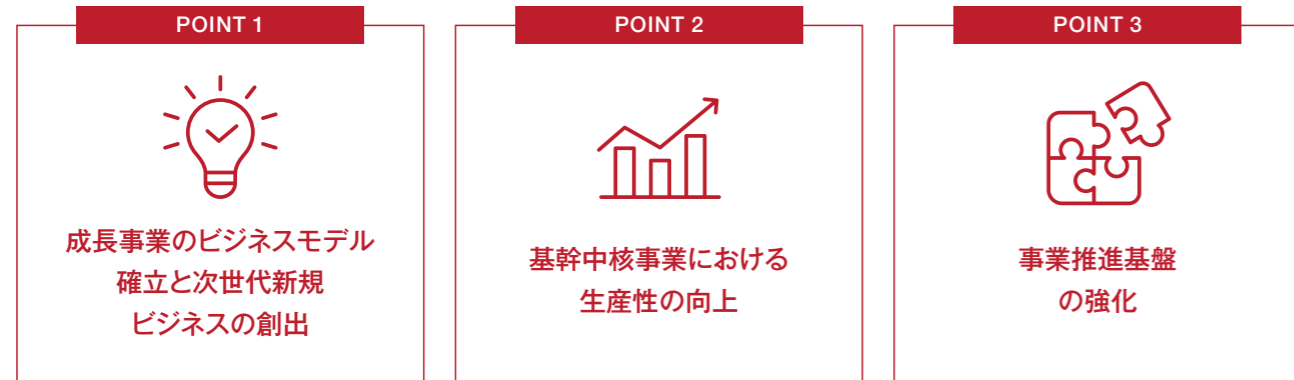 POINT 1
成長事業のビジネスモデル
確立と次世代新規
ビジネスの創出
POINT 2
基幹中核事業における
生産性の向上
POINT 3
事業推進基盤
の強化